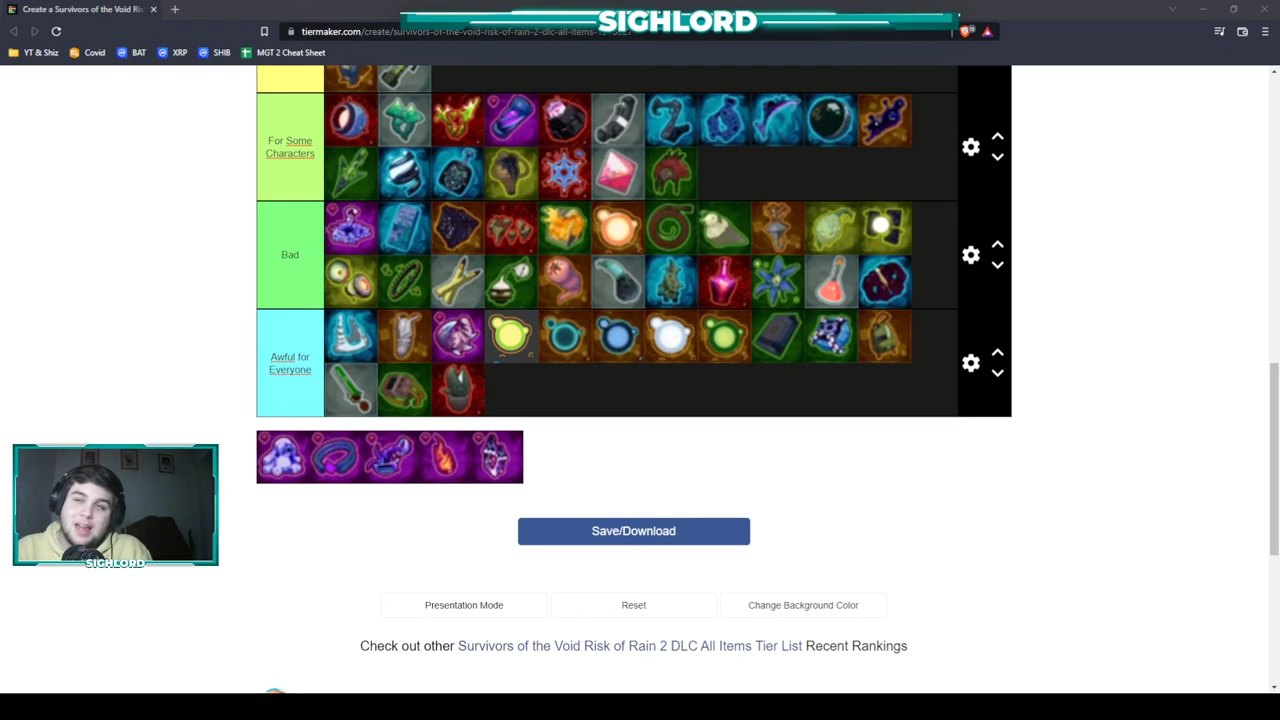 Create a Survivors of the Void Ris
SIGHLORD
tiermaker.com/create/survivors-of-the-void-risk-of-rain-2-dlc-all-items-
YT & Shiz
Covid
BAT
XRP
SHIB
MGT 2 Cheat Sheet
For Some
Characters
Bad
Awful for
Everyone
SIGHLORD
Save/Download
Presentation Mode
Reset
Change Background Color
Check out other Survivors of the Void Risk of Rain 2 DLC All Items Tier List Recent Rankings